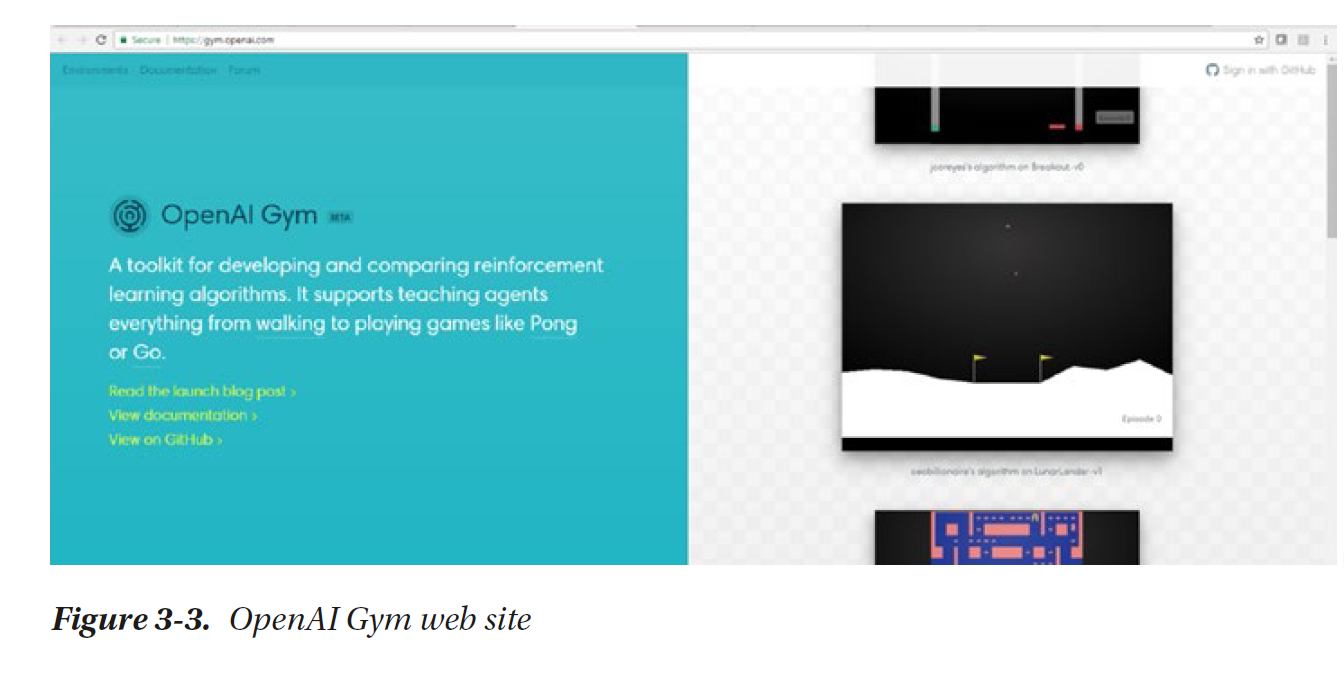 Secure | https://gym.openai.com
Environments Documentation Forum
Sign in with GitHub
OpenAI Gym BETA
A toolkit for developing and comparing reinforcement
learning algorithms. It supports teaching agents
everything from walking to playing games like Pong
or Go.
Read the launch blog post >
View documentation >
View on GitHub >
algorithm on Breakout-v0
Episode 0
algorithm on LunarLander-v1
Figure 3-3. OpenAI Gym web site